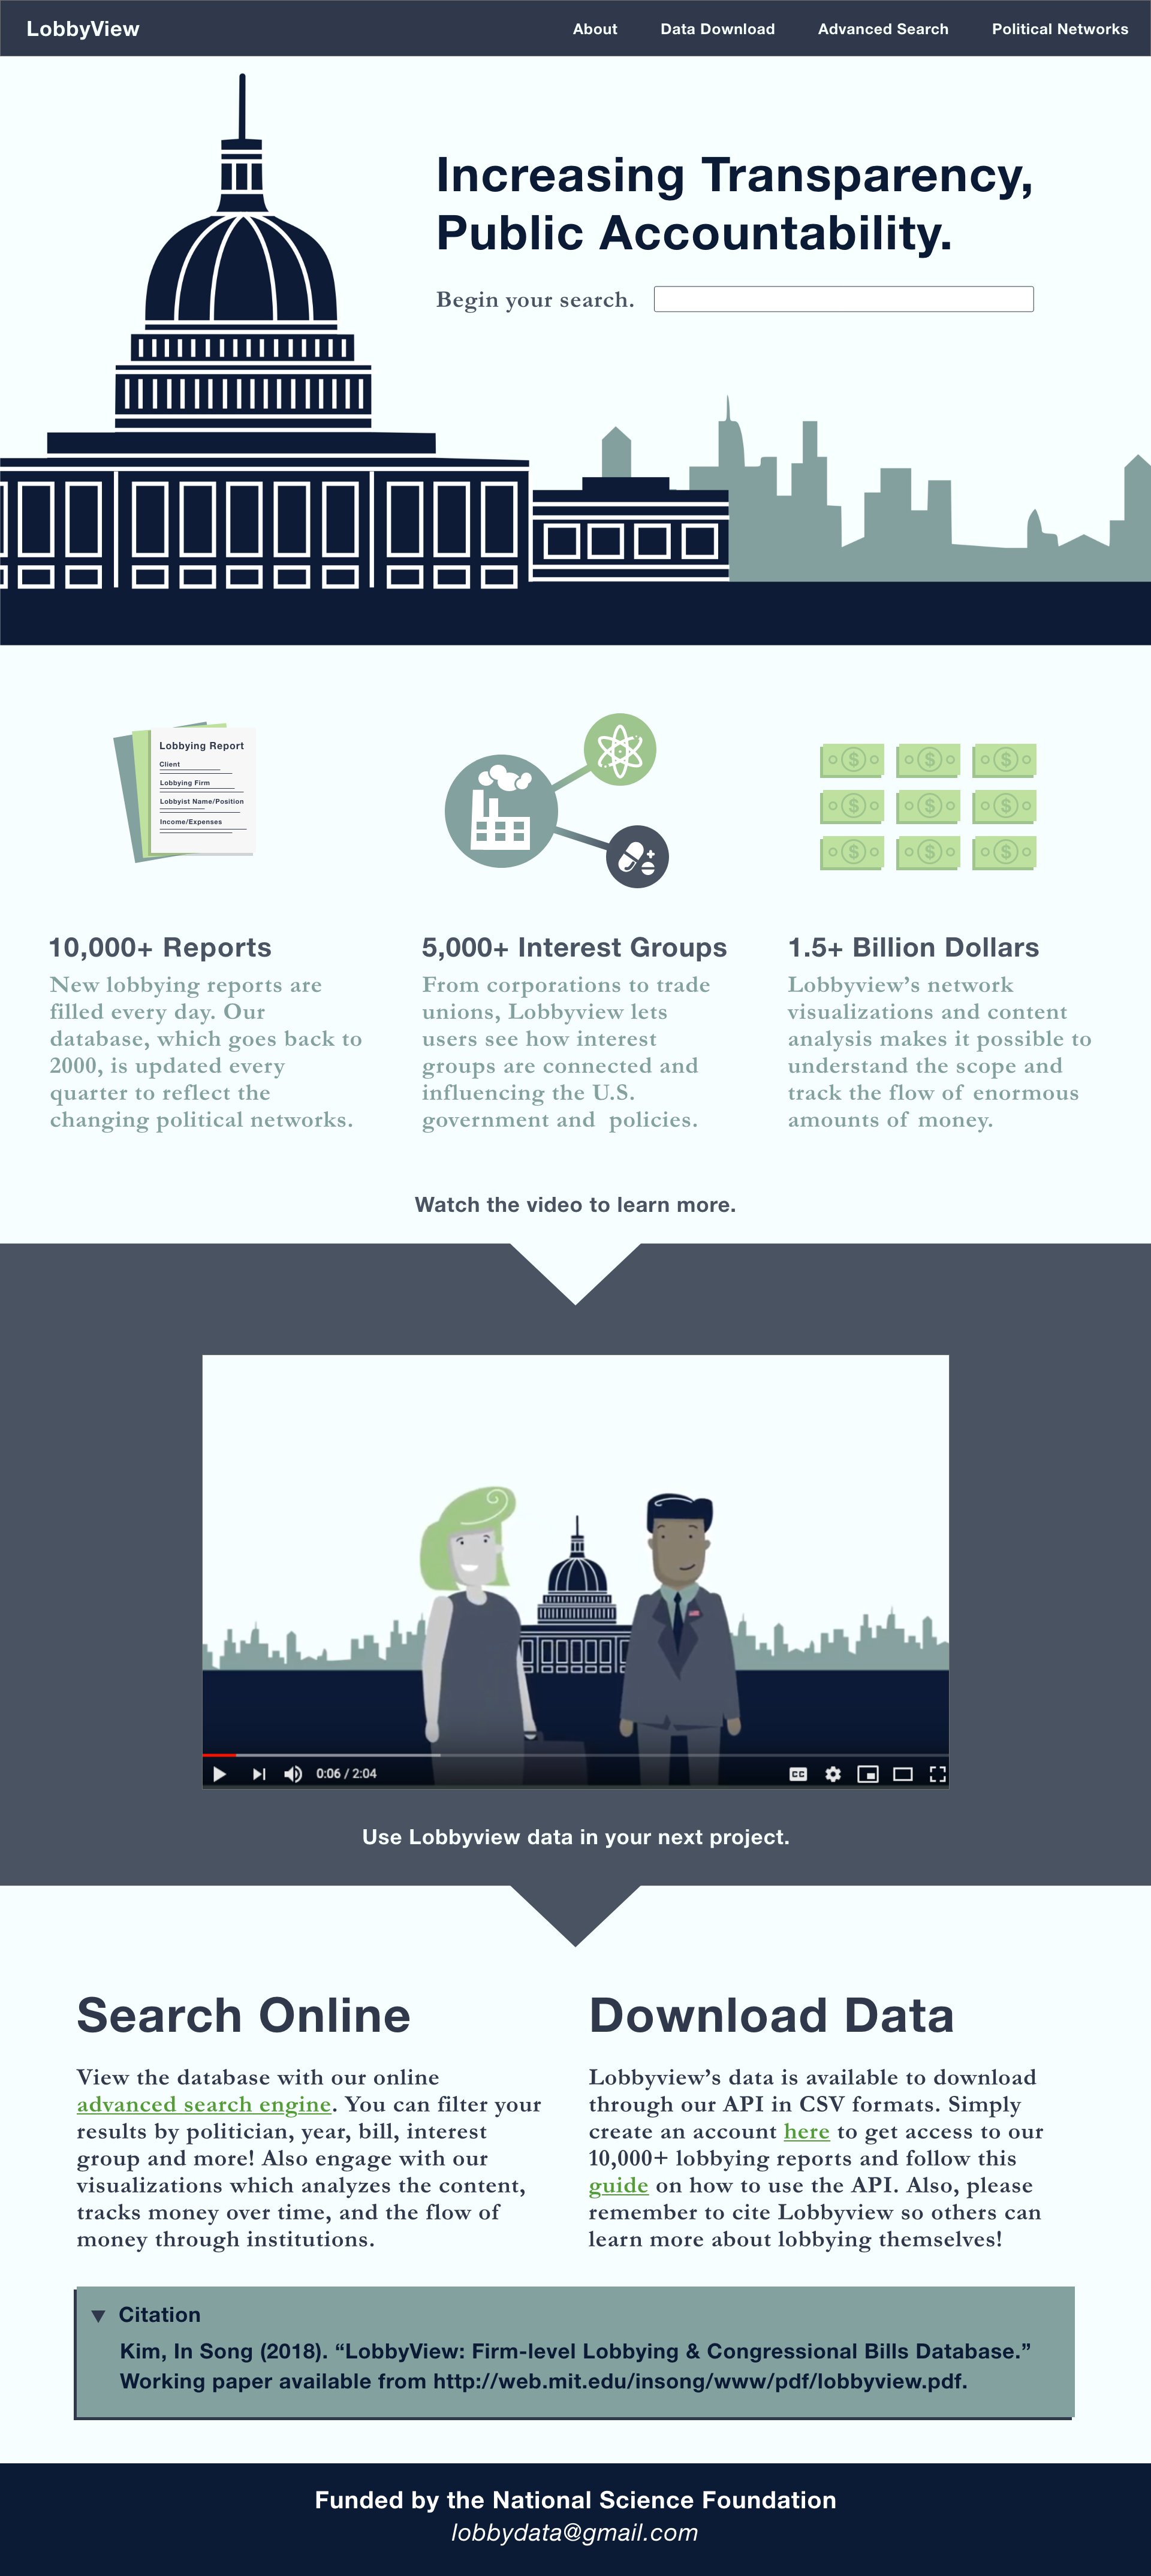 LobbyView
About Data Download Advanced Search Political Networks
Increasing Transparency,
Public Accountability.
Begin your search.
Lobbying Report
Client
Lobbying Firm
Lobbyist Name/Position
Income/Expenses
$ $ $
$ $ $
$ $ $
10,000+ Reports
New lobbying reports are
filled every day. Our
database, which goes back to
2000, is updated every
quarter to reflect the
changing political networks.
5,000+ Interest Groups
From corporations to trade
unions, Lobbyview lets
users see how interest
groups are connected and
influencing the U.S.
government and policies.
1.5+ Billion Dollars
Lobbyview’s network
visualizations and content
analysis makes it possible to
understand the scope and
track the flow of enormous
amounts of money.
Watch the video to learn more.
0:06 / 2:04
CC
Use Lobbyview data in your next project.
Search Online
View the database with our online
advanced search engine. You can filter your
results by politician, year, bill, interest
group and more! Also engage with our
visualizations which analyzes the content,
tracks money over time, and the flow of
money through institutions.
Download Data
Lobbyview’s data is available to download
through our API in CSV formats. Simply
create an account here to get access to our
10,000+ lobbying reports and follow this
guide on how to use the API. Also, please
remember to cite Lobbyview so others can
learn more about lobbying themselves!
Citation
Kim, In Song (2018). “LobbyView: Firm-level Lobbying & Congressional Bills Database.”
Working paper available from http://web.mit.edu/insong/www/pdf/lobbyview.pdf.
Funded by the National Science Foundation
lobbydata@gmail.com